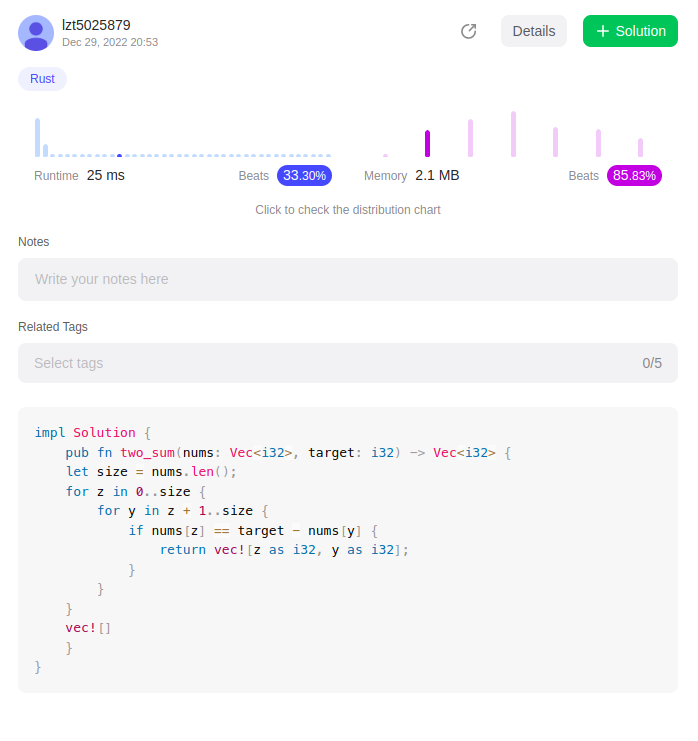 lzt5025879
Dec 29, 2022 20:53
Details
+ Solution
Rust
Runtime 25 ms Beats 33.30% Memory 2.1 MB Beats 85.83%
Click to check the distribution chart
Notes
Write your notes here
Related Tags
Select tags 0/5
impl Solution {
    pub fn two_sum(nums: Vec<i32>, target: i32) -> Vec<i32> {
    let size = nums.len();
    for z in 0..size {
        for y in z + 1..size {
            if nums[z] == target - nums[y] {
                return vec![z as i32, y as i32];
            }
        }
    }
    vec![]
    }
}